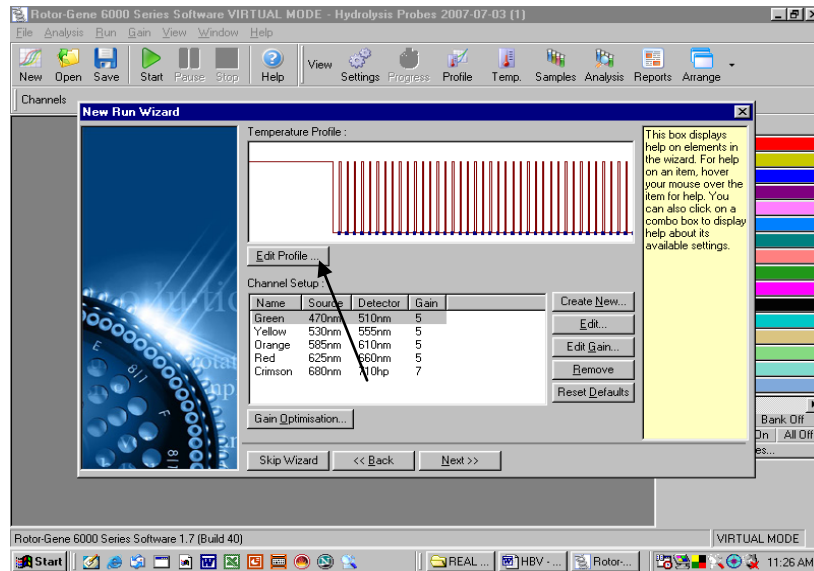 Rotor-Gene 6000 Series Software VIRTUAL MODE - Hydrolysis Probes 2007-07-03 (1)
File Analysis Run Gain View Window Help
New Open Save Start Pause Stop Help View Settings Progress Profile Temp. Samples Analysis Reports Arrange
Channels
New Run Wizard
Temperature Profile :
Edit Profile ...
Channel Setup :
Name Source Detector Gain
Green 470nm 510nm 5
Yellow 530nm 555nm 5
Orange 585nm 610nm 5
Red 625nm 660nm 5
Crimson 680nm 710hp 7
Create New...
Edit...
Edit Gain...
Remove
Reset Defaults
Gain Optimisation...
Skip Wizard << Back Next >>
This box displays
help on elements in
the wizard. For help
on an item, hover
your mouse over the
item for help. You
can also click on a
combo box to display
help about its
available settings.
Bank Off
On All Off
es...
Rotor-Gene 6000 Series Software 1.7 (Build 40) VIRTUAL MODE
Start REAL ... HBV - ... Rotor-... 11:26 AM